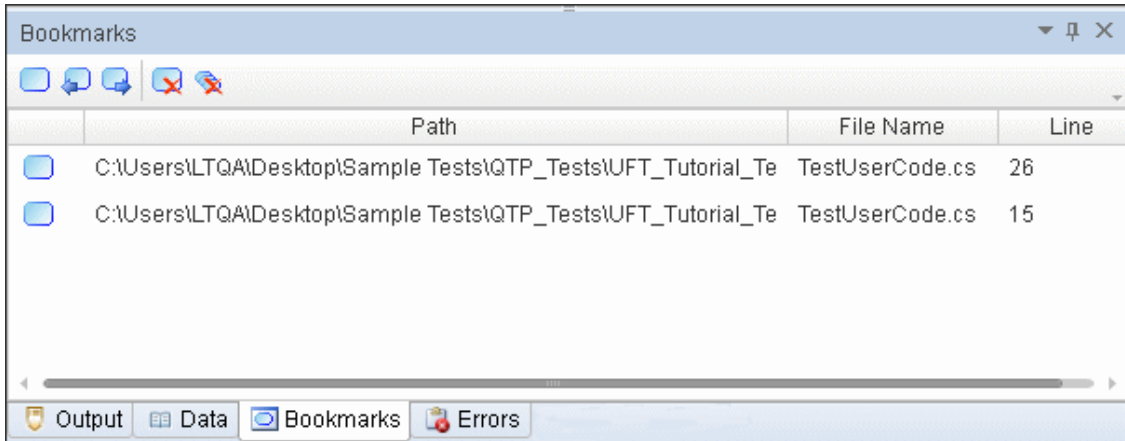 Bookmarks
Path File Name Line
C:\Users\LTQA\Desktop\Sample Tests\QTP_Tests\UFT_Tutorial_Te TestUserCode.cs 26
C:\Users\LTQA\Desktop\Sample Tests\QTP_Tests\UFT_Tutorial_Te TestUserCode.cs 15
Output Data Bookmarks Errors